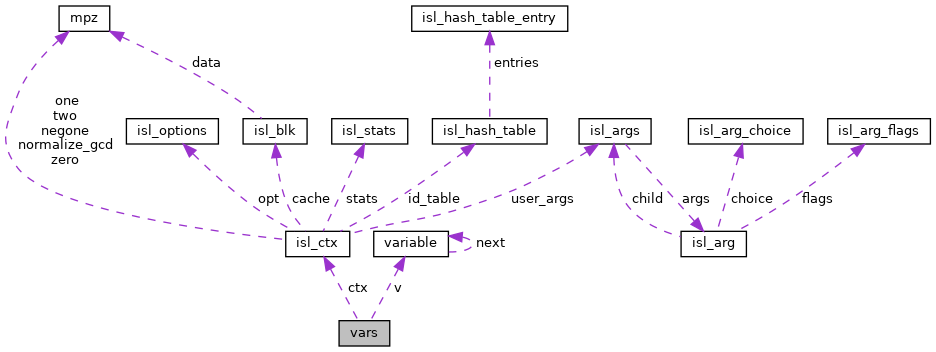 mpz
isl_hash_table_entry
data
entries
one
two
negone
normalize_gcd
zero
isl_options
isl_blk
isl_stats
isl_hash_table
isl_args
isl_arg_choice
isl_arg_flags
opt
cache
stats
id_table
user_args
child
args
choice
flags
isl_ctx
variable
next
isl_arg
ctx
v
vars